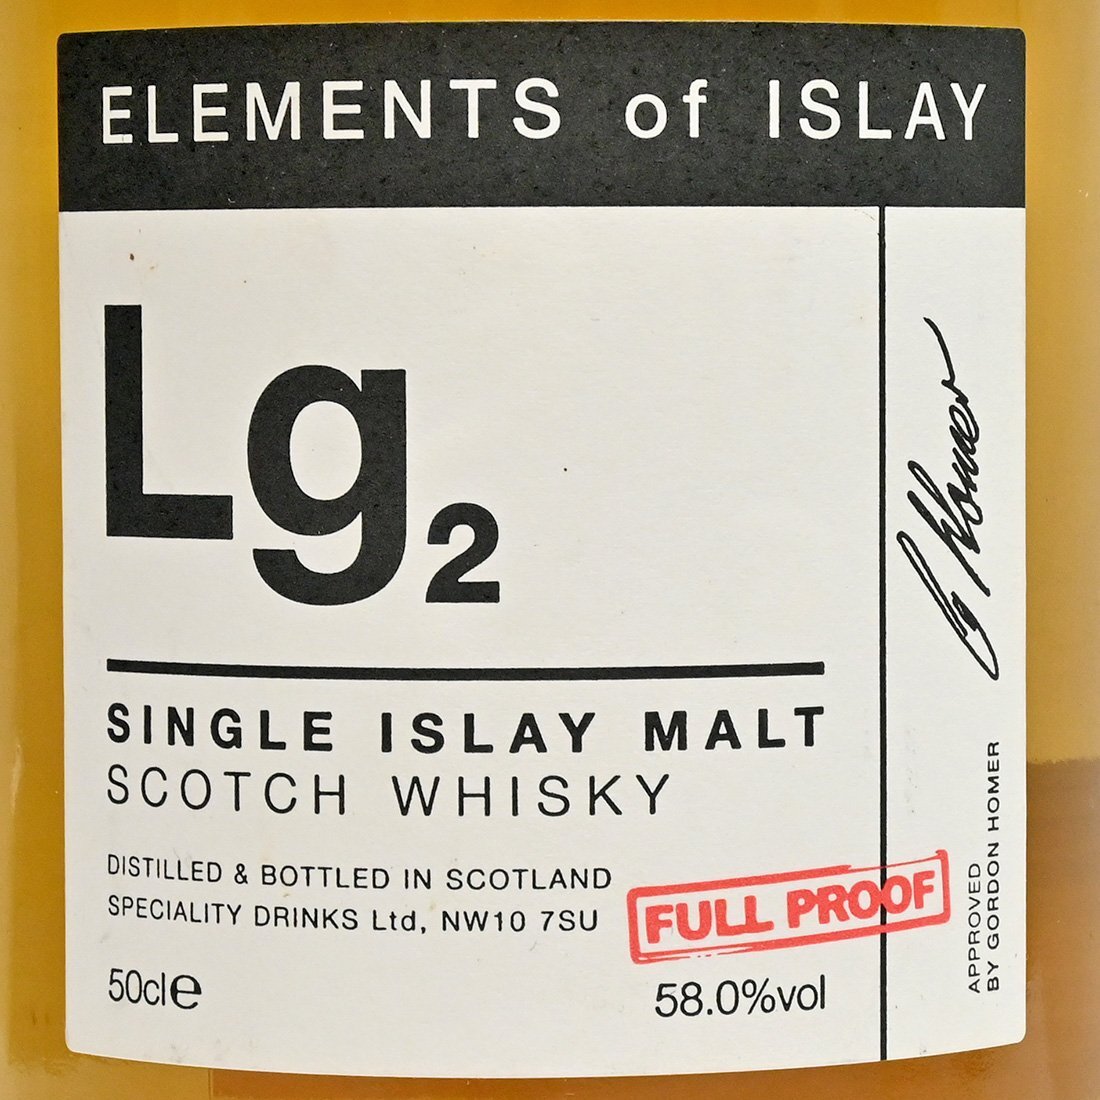 ELEMENTS of ISLAY
Lg2
SINGLE ISLAY MALT
SCOTCH WHISKY
DISTILLED & BOTTLED IN SCOTLAND
SPECIALITY DRINKS Ltd, NW10 7SU
50cl℮
FULL PROOF
58.0%vol
G Homer
APPROVED
BY GORDON HOMER